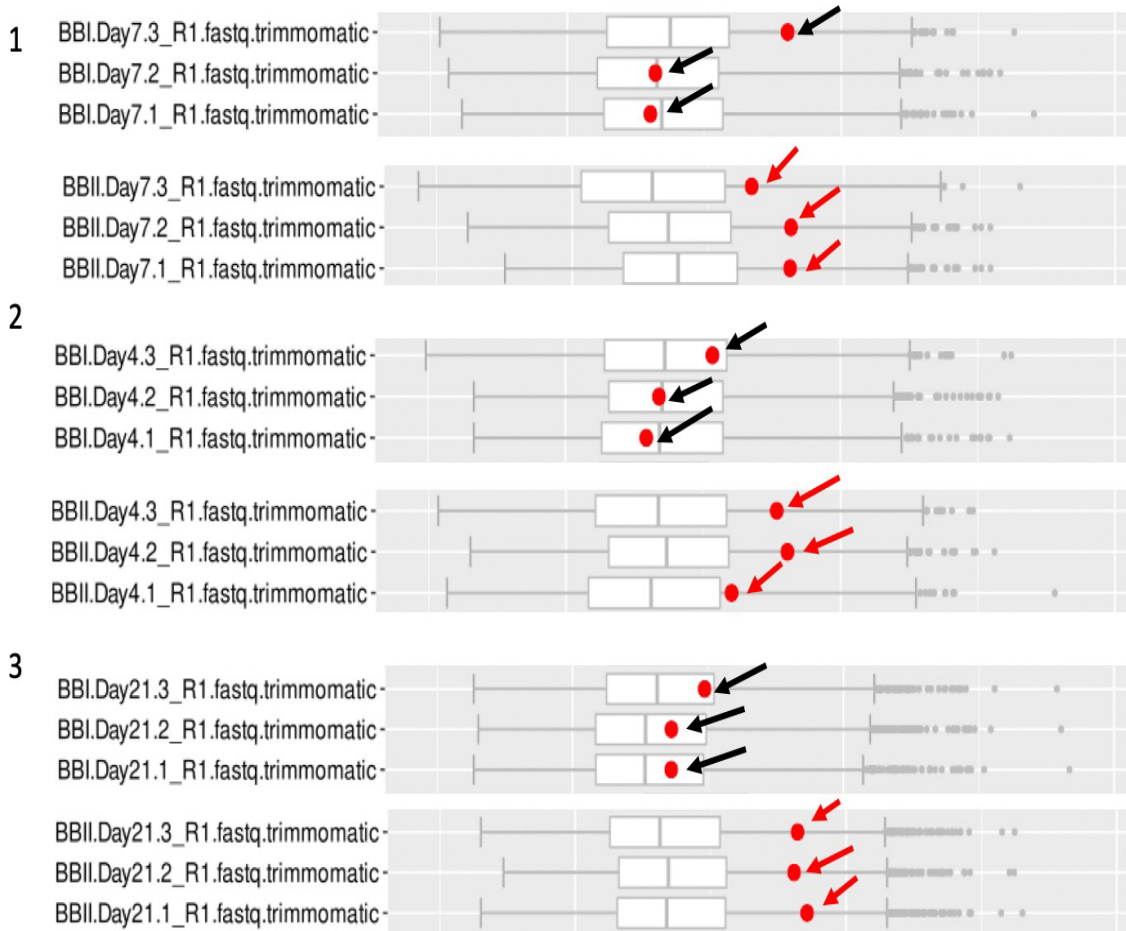 1
BBI.Day7.3_R1.fastq.trimmomatic
BBI.Day7.2_R1.fastq.trimmomatic
BBI.Day7.1_R1.fastq.trimmomatic
BBII.Day7.3_R1.fastq.trimmomatic
BBII.Day7.2_R1.fastq.trimmomatic
BBII.Day7.1_R1.fastq.trimmomatic
2
BBI.Day4.3_R1.fastq.trimmomatic
BBI.Day4.2_R1.fastq.trimmomatic
BBI.Day4.1_R1.fastq.trimmomatic
BBII.Day4.3_R1.fastq.trimmomatic
BBII.Day4.2_R1.fastq.trimmomatic
BBII.Day4.1_R1.fastq.trimmomatic
3
BBI.Day21.3_R1.fastq.trimmomatic
BBI.Day21.2_R1.fastq.trimmomatic
BBI.Day21.1_R1.fastq.trimmomatic
BBII.Day21.3_R1.fastq.trimmomatic
BBII.Day21.2_R1.fastq.trimmomatic
BBII.Day21.1_R1.fastq.trimmomatic